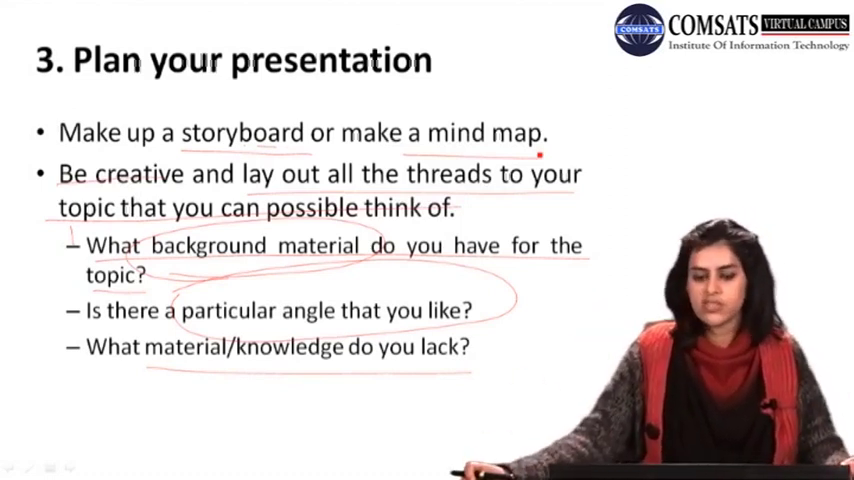 COMSATS VIRTUAL CAMPUS
Institute Of Information Technology
3. Plan your presentation
• Make up a storyboard or make a mind map.
• Be creative and lay out all the threads to your
topic that you can possible think of.
– What background material do you have for the
topic?
– Is there a particular angle that you like?
– What material/knowledge do you lack?
COMSATS